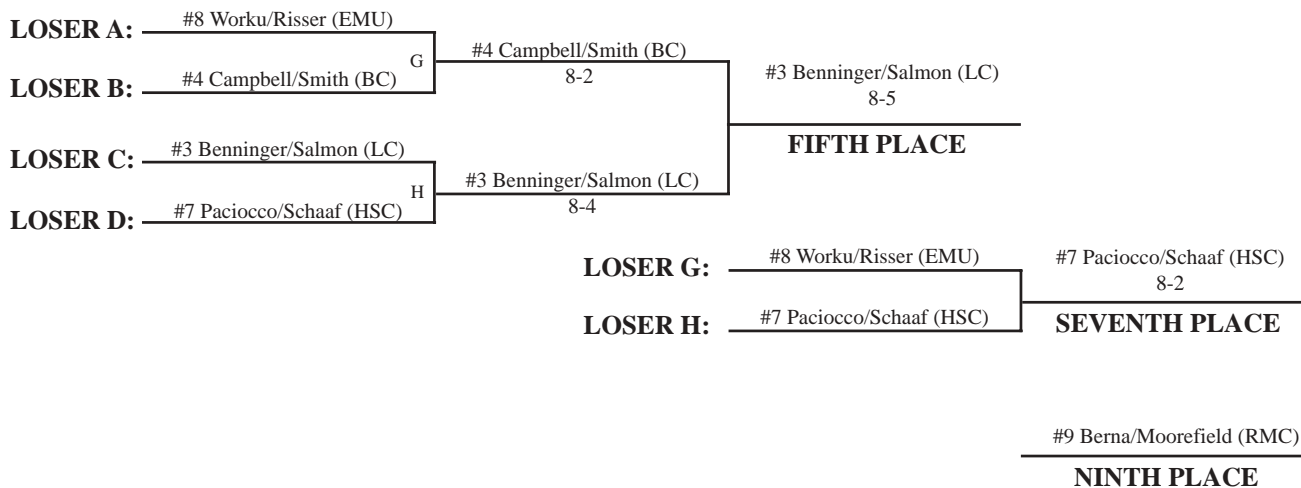 LOSER A: #8 Worku/Risser (EMU)
G
#4 Campbell/Smith (BC)
8-2
LOSER B: #4 Campbell/Smith (BC)
#3 Benninger/Salmon (LC)
8-5
FIFTH PLACE
LOSER C: #3 Benninger/Salmon (LC)
H
#3 Benninger/Salmon (LC)
8-4
LOSER D: #7 Paciocco/Schaaf (HSC)
LOSER G: #8 Worku/Risser (EMU)
#7 Paciocco/Schaaf (HSC)
8-2
LOSER H: #7 Paciocco/Schaaf (HSC)
SEVENTH PLACE
#9 Berna/Moorefield (RMC)
NINTH PLACE